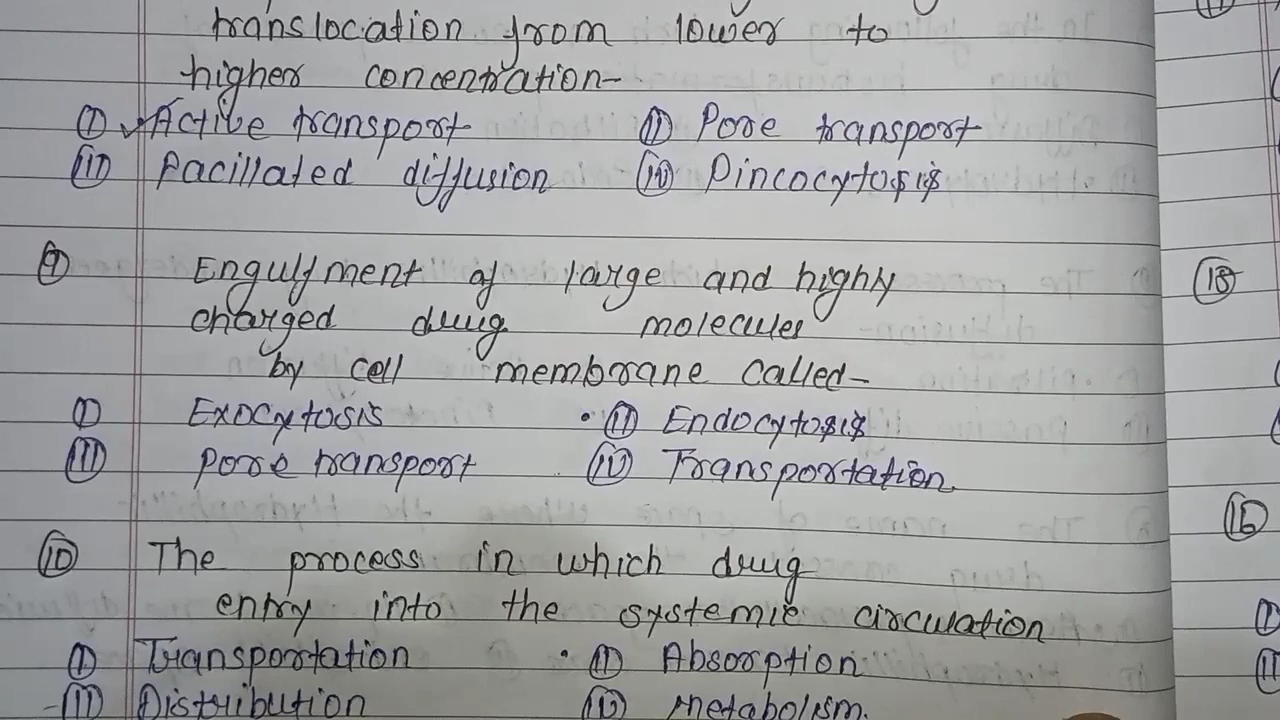 translocation from lower to
higher concentration-
(I) ✓Active transport (II) Pore transport
(III) Facillated diffusion (IV) Pincocytosis
(9) Engulfment of large and highly
charged drug molecules
by cell membrane called-
(I) Exocytosis • (II) Endocytosis
(III) Pore transport (IV) Transportation
(10) The process in which drug
entry into the systemic circulation
(I) Transportation • (II) Absorption
(III) Distribution (IV) Metabolism.
(16)